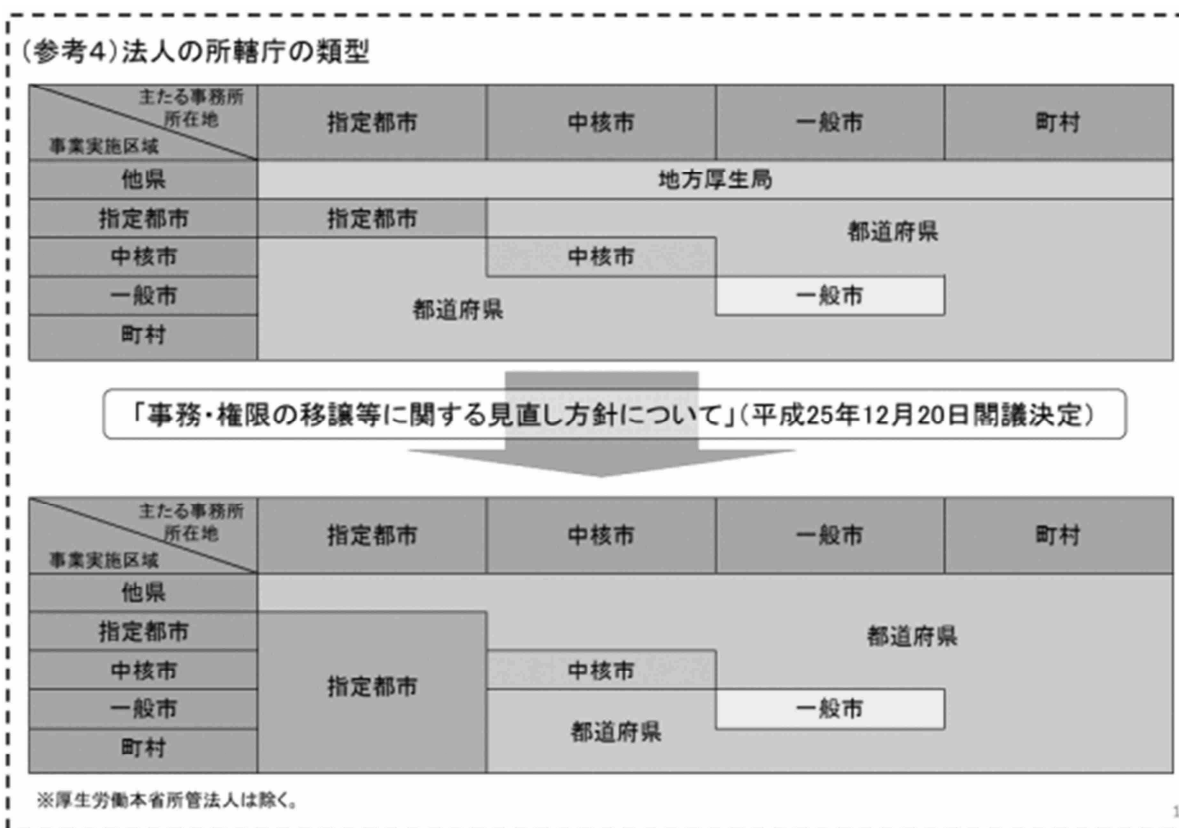 (参考4)法人の所轄庁の類型
主たる事務所
所在地
事業実施区域
指定都市
中核市
一般市
町村
他県
地方厚生局
指定都市
指定都市
都道府県
中核市
中核市
一般市
都道府県
一般市
町村
「事務・権限の移譲等に関する見直し方針について」(平成25年12月20日閣議決定)
主たる事務所
所在地
事業実施区域
指定都市
中核市
一般市
町村
他県
指定都市
都道府県
中核市
指定都市
中核市
一般市
一般市
都道府県
町村
※厚生労働本省所管法人は除く。
1